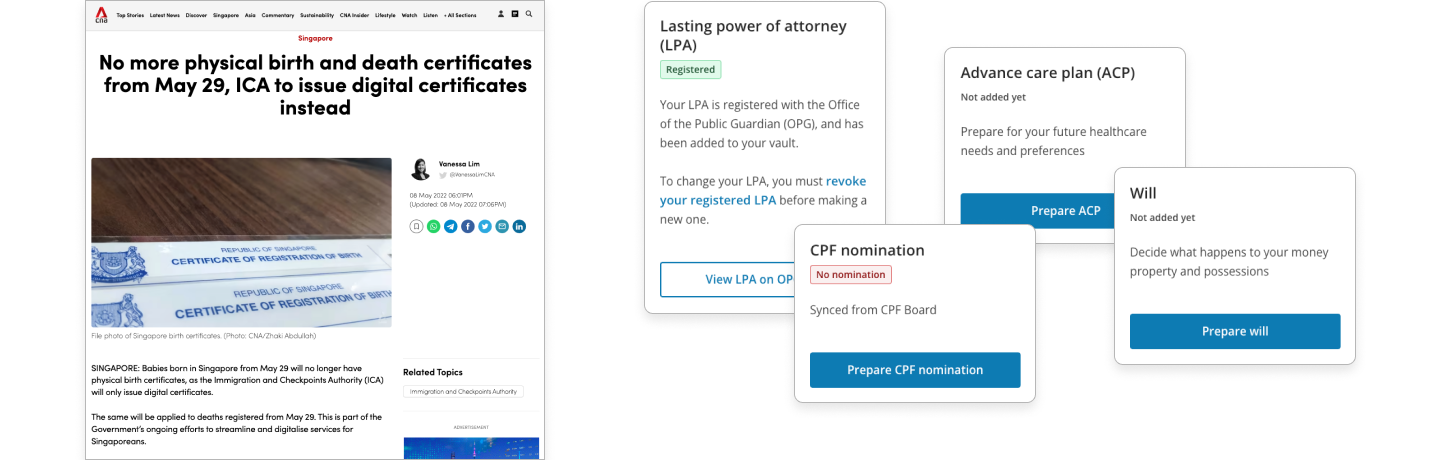 cna
Top Stories Latest News Discover Singapore Asia Commentary Sustainability CNA Insider Lifestyle Watch Listen + All Sections
Singapore
No more physical birth and death certificates
from May 29, ICA to issue digital certificates
instead
REPUBLIC OF SINGAPORE
CERTIFICATE OF REGISTRATION OF BIRTH
REPUBLIC OF SINGAPORE
CERTIFICATE OF REGISTRATION OF BIRTH
File photo of Singapore birth certificates. (Photo: CNA/Zhaki Abdullah)
Vanessa Lim
@VanessaLimCNA
08 May 2022 06:01PM
(Updated: 08 May 2022 07:06PM)
SINGAPORE: Babies born in Singapore from May 29 will no longer have
physical birth certificates, as the Immigration and Checkpoints Authority (ICA)
will only issue digital certificates.
The same will be applied to deaths registered from May 29. This is part of the
Government's ongoing efforts to streamline and digitalise services for
Singaporeans.
Related Topics
Immigration and Checkpoints Authority
ADVERTISEMENT
Lasting power of attorney
(LPA)
Registered
Your LPA is registered with the Office
of the Public Guardian (OPG), and has
been added to your vault.
To change your LPA, you must revoke
your registered LPA before making a
new one.
View LPA on OP
CPF nomination
No nomination
Synced from CPF Board
Prepare CPF nomination
Advance care plan (ACP)
Not added yet
Prepare for your future healthcare
needs and preferences
Prepare ACP
Will
Not added yet
Decide what happens to your money
property and possessions
Prepare will